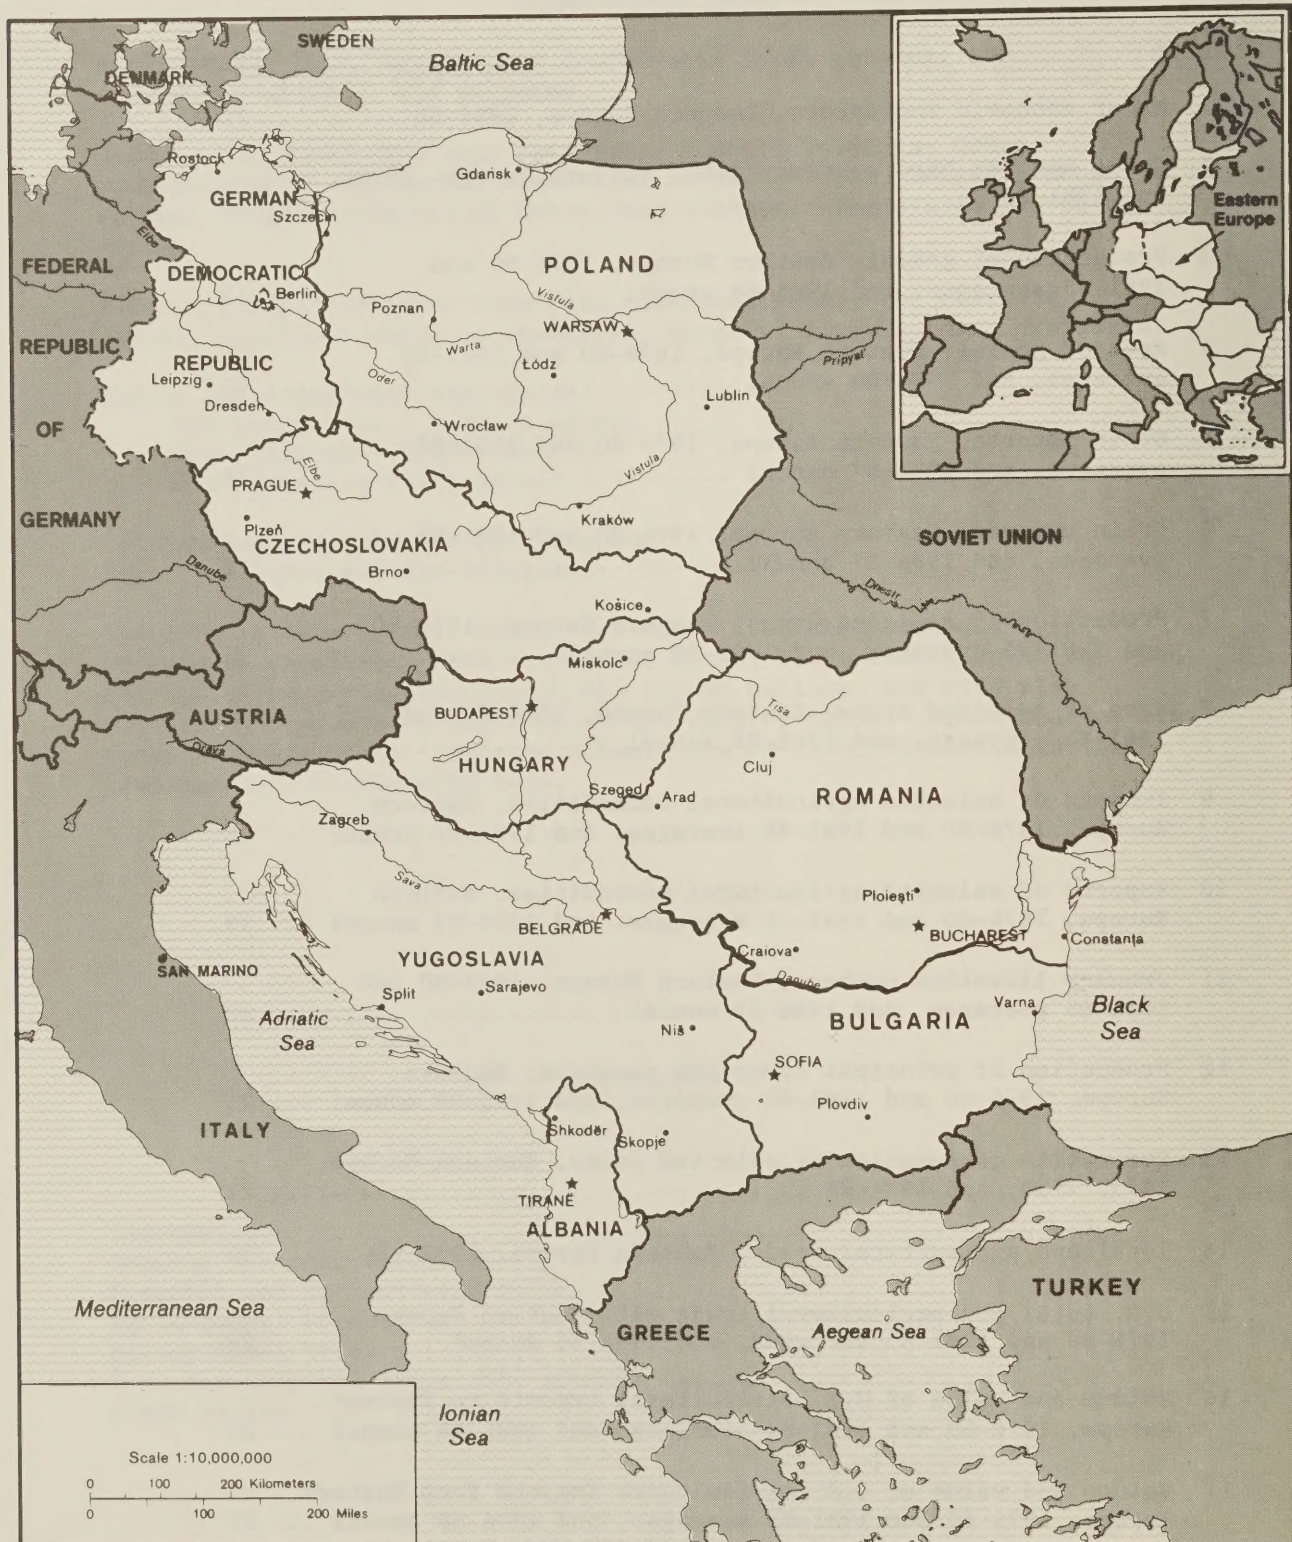 SWEDEN
Baltic Sea
DENMARK
Rostock
Gdańsk
GERMAN
Szczecin
Elbe
Eastern
Europe
FEDERAL
DEMOCRATIC
POLAND
Berlin
Vistula
Poznan
WARSAW
REPUBLIC
Warta
Pripyat'
REPUBLIC
Łódz
Oder
Leipzig
Lublin
Dresden
OF
Wrocław
Elbe
Vistula
PRAGUE
GERMANY
Plzeň
Kraków
CZECHOSLOVAKIA
SOVIET UNION
Brno
Danube
Dnestr
Košice
Miskolc
BUDAPEST
Tisa
AUSTRIA
Drava
HUNGARY
Cluj
Szeged
Arad
ROMANIA
Zagreb
Sava
Ploiești
BELGRADE
BUCHAREST
Constanța
Craiova
YUGOSLAVIA
SAN MARINO
Danube
Sarajevo
Split
Varna
Black
Sea
Adriatic
Sea
Niš
BULGARIA
SOFIA
Plovdiv
ITALY
Shkodër
Skopje
TIRANË
ALBANIA
TURKEY
Mediterranean Sea
GREECE
Aegean Sea
Ionian
Sea
Scale 1:10,000,000
0 100 200 Kilometers
0 100 200 Miles